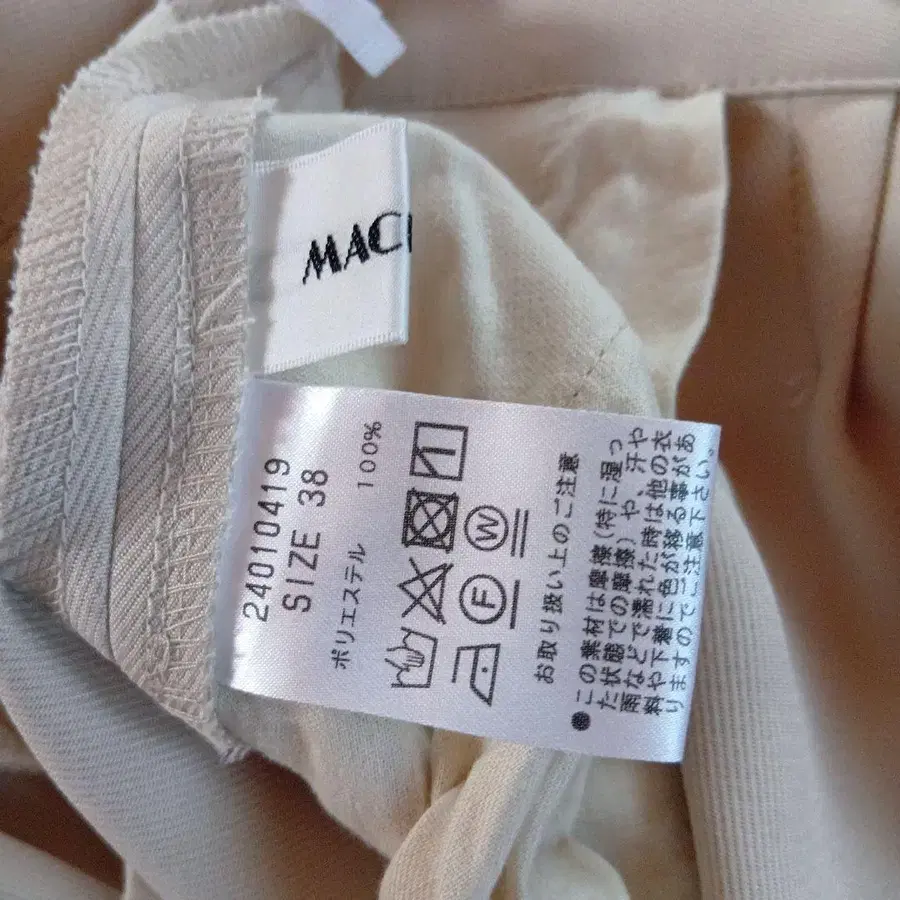 MAC
24010419
SIZE 38
ポリエステル 100%
W
F
お取り扱い上のご注意
●この素材は摩擦(特に湿っ
た状態での摩擦)や、汗や
雨などで濡れた時は他の衣
料や下着に色が移る事があ
りますのでご注意下さい。